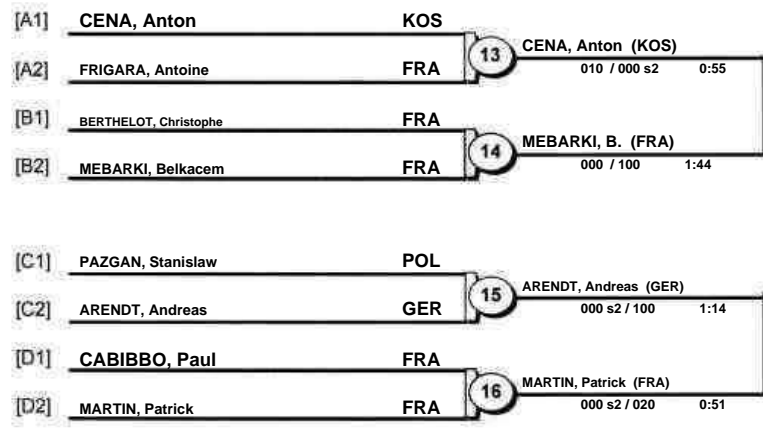 [A1] CENA, Anton KOS
13
CENA, Anton (KOS)
010 / 000 s2 0:55
[A2] FRIGARA, Antoine FRA
[B1] BERTHELOT, Christophe FRA
14
MEBARKI, B. (FRA)
000 / 100 1:44
[B2] MEBARKI, Belkacem FRA
[C1] PAZGAN, Stanislaw POL
15
ARENDT, Andreas (GER)
000 s2 / 100 1:14
[C2] ARENDT, Andreas GER
[D1] CABIBBO, Paul FRA
16
MARTIN, Patrick (FRA)
000 s2 / 020 0:51
[D2] MARTIN, Patrick FRA